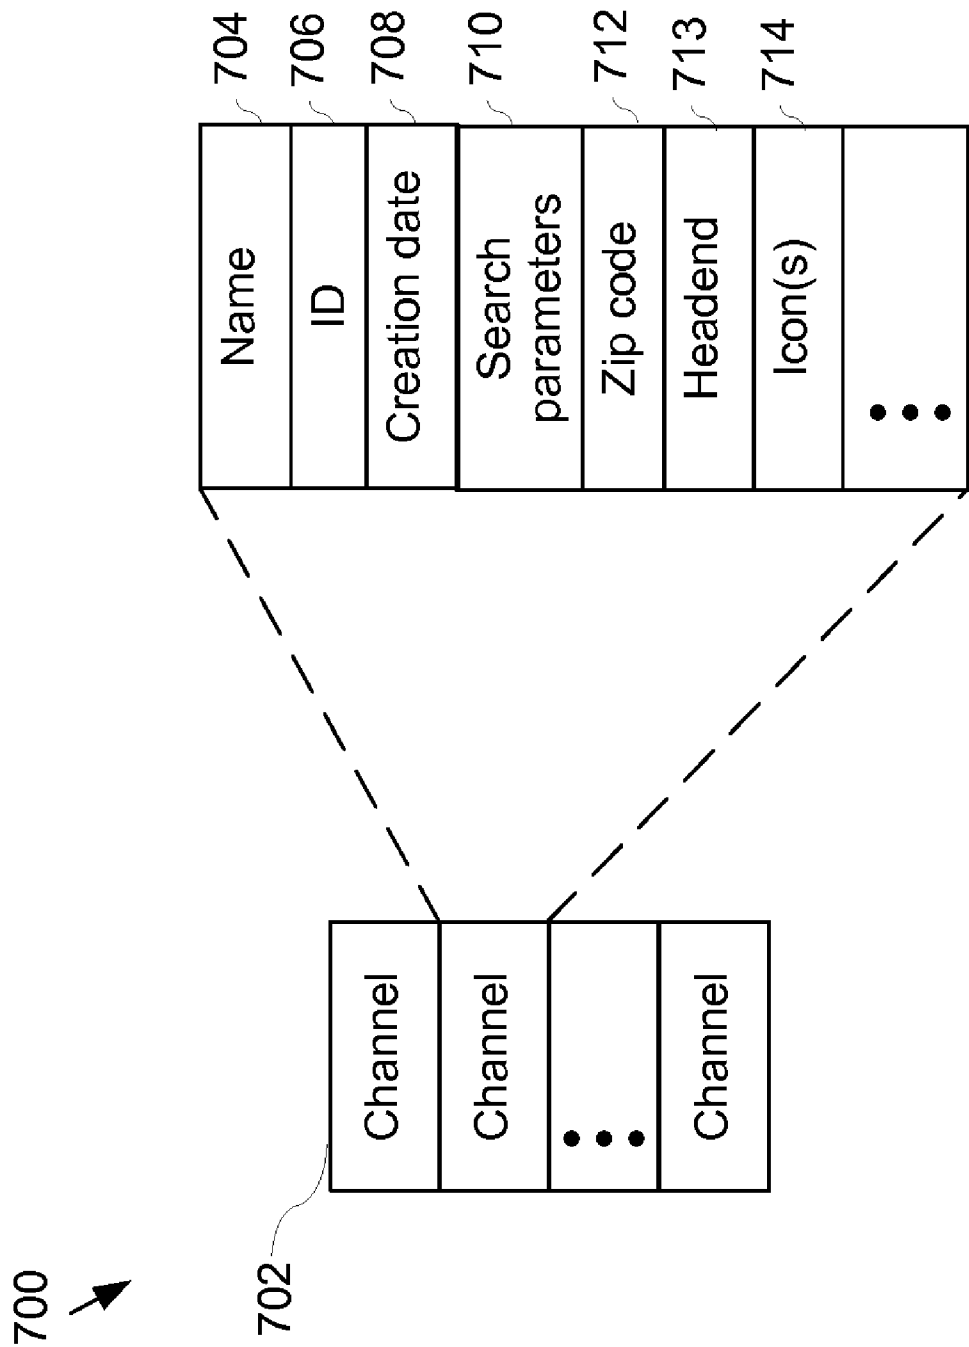 700
702
Channel
Channel
Channel
Name
704
ID
706
Creation date
708
Search
parameters
710
Zip code
712
Headend
713
Icon(s)
714